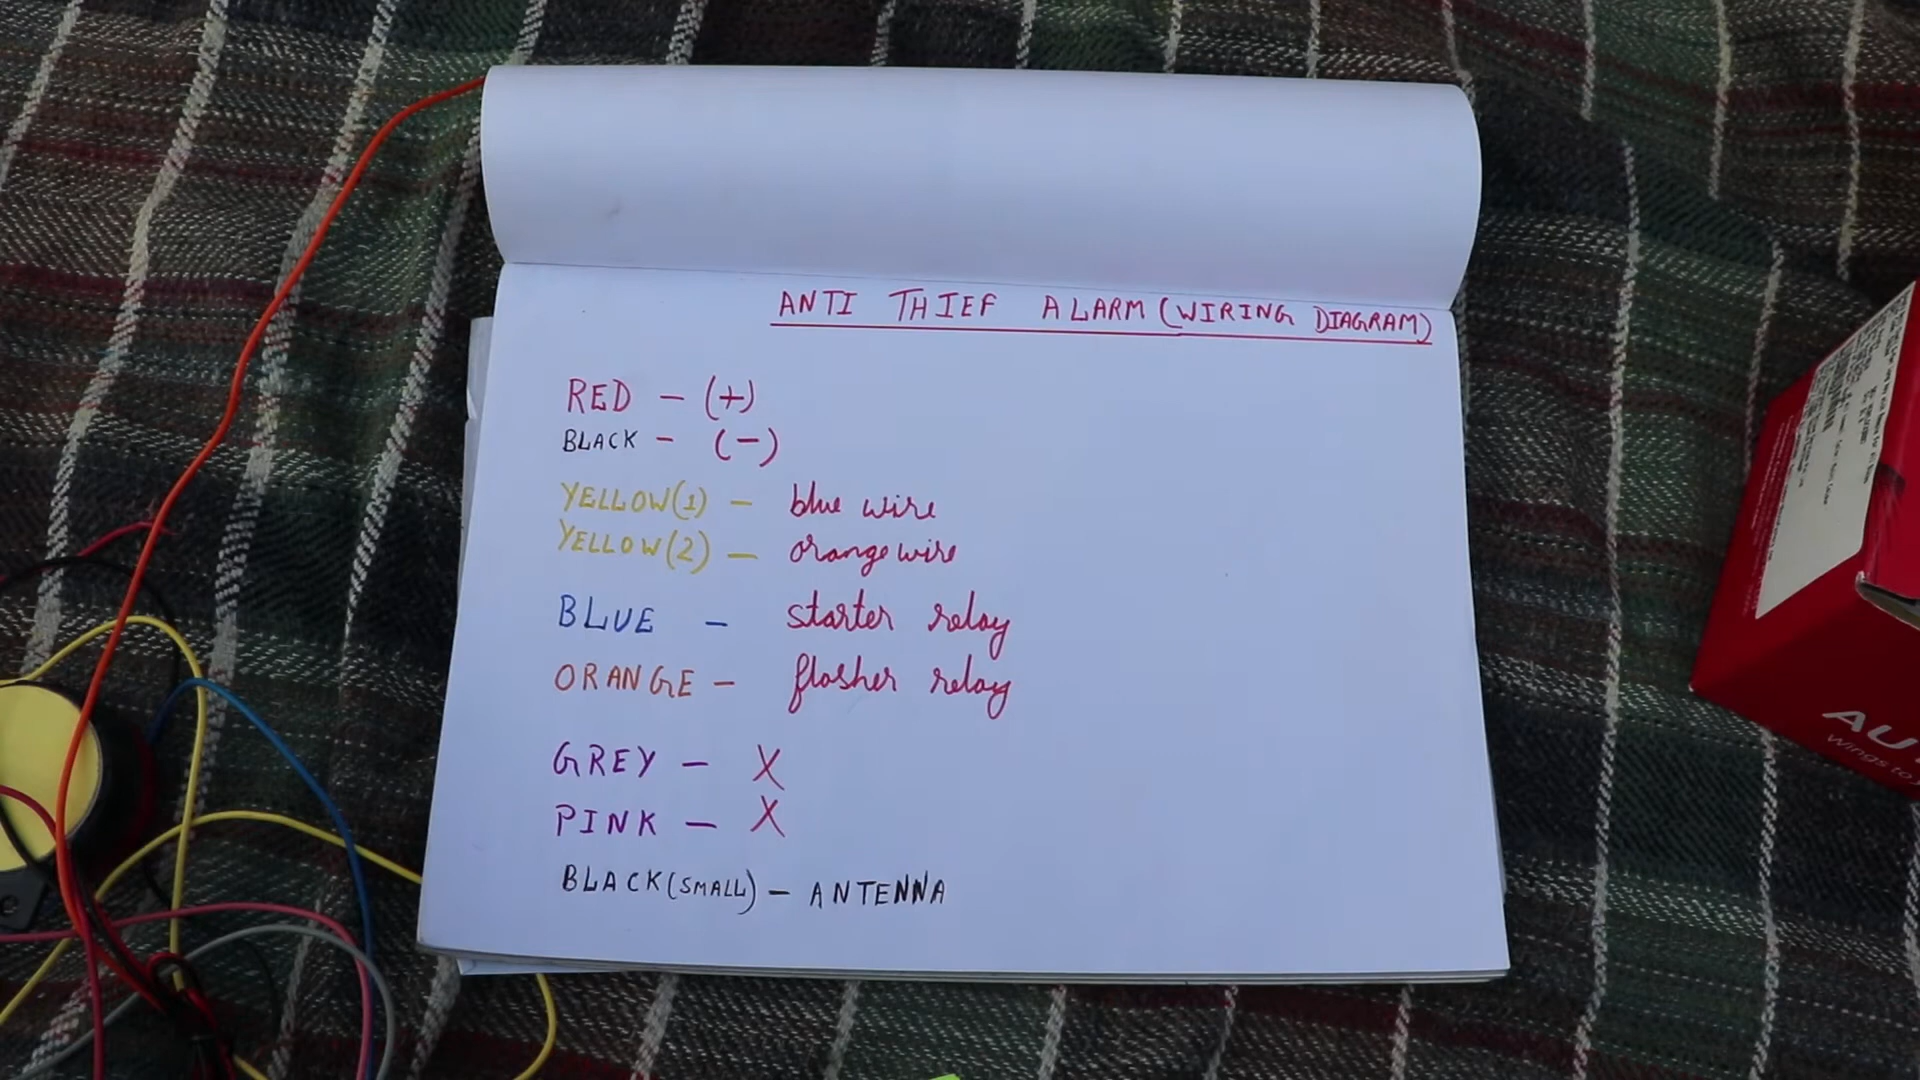 ANTI THIEF ALARM (WIRING DIAGRAM)
RED - (+)
BLACK - (-)
YELLOW(1) - blue wire
YELLOW(2) - orange wire
BLUE - starter relay
ORANGE - flasher relay
GREY - X
PINK - X
BLACK(SMALL) - ANTENNA
AU